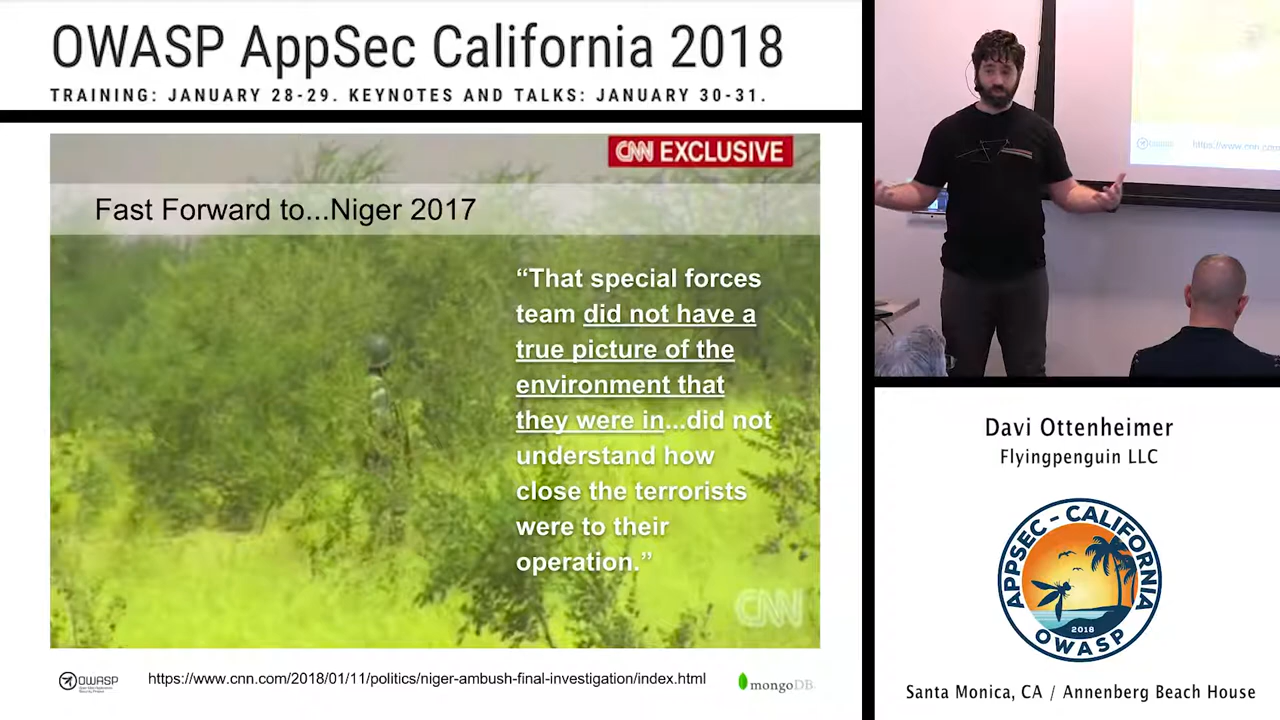 OWASP AppSec California 2018
TRAINING: JANUARY 28-29. KEYNOTES AND TALKS: JANUARY 30-31.
CNN EXCLUSIVE
Fast Forward to...Niger 2017
“That special forces
team did not have a
true picture of the
environment that
they were in...did not
understand how
close the terrorists
were to their
operation.”
CNN
OWASP
https://www.cnn.com/2018/01/11/politics/niger-ambush-final-investigation/index.html
mongoDB
https://www.cnn.com
Davi Ottenheimer
Flyingpenguin LLC
APPSEC - CALIFORNIA
2018
OWASP
Santa Monica, CA / Annenberg Beach House